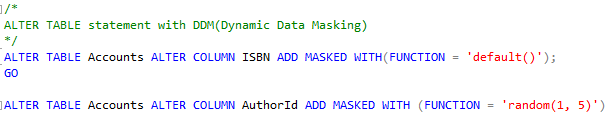 /*
ALTER TABLE statement with DDM(Dynamic Data Masking)
*/
ALTER TABLE Accounts ALTER COLUMN ISBN ADD MASKED WITH(FUNCTION = 'default()');
GO
ALTER TABLE Accounts ALTER COLUMN AuthorId ADD MASKED WITH (FUNCTION = 'random(1, 5)')